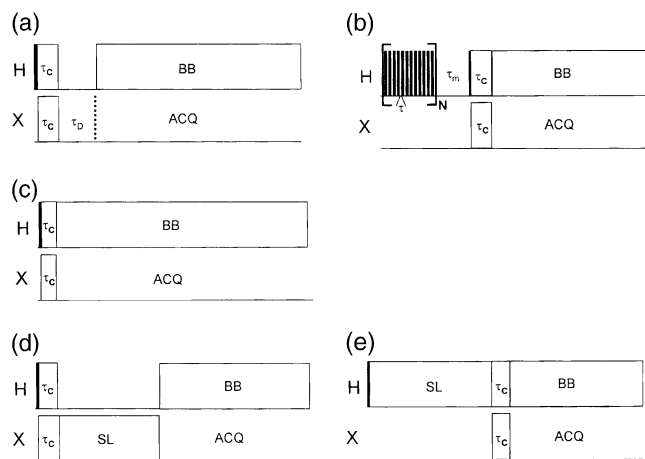 (a)
H τc BB
X τc τD ACQ
(b)
H τ N τm τc BB
X τc ACQ
(c)
H τc BB
X τc ACQ
(d)
H τc BB
X τc SL ACQ
(e)
H SL τc BB
X τc ACQ